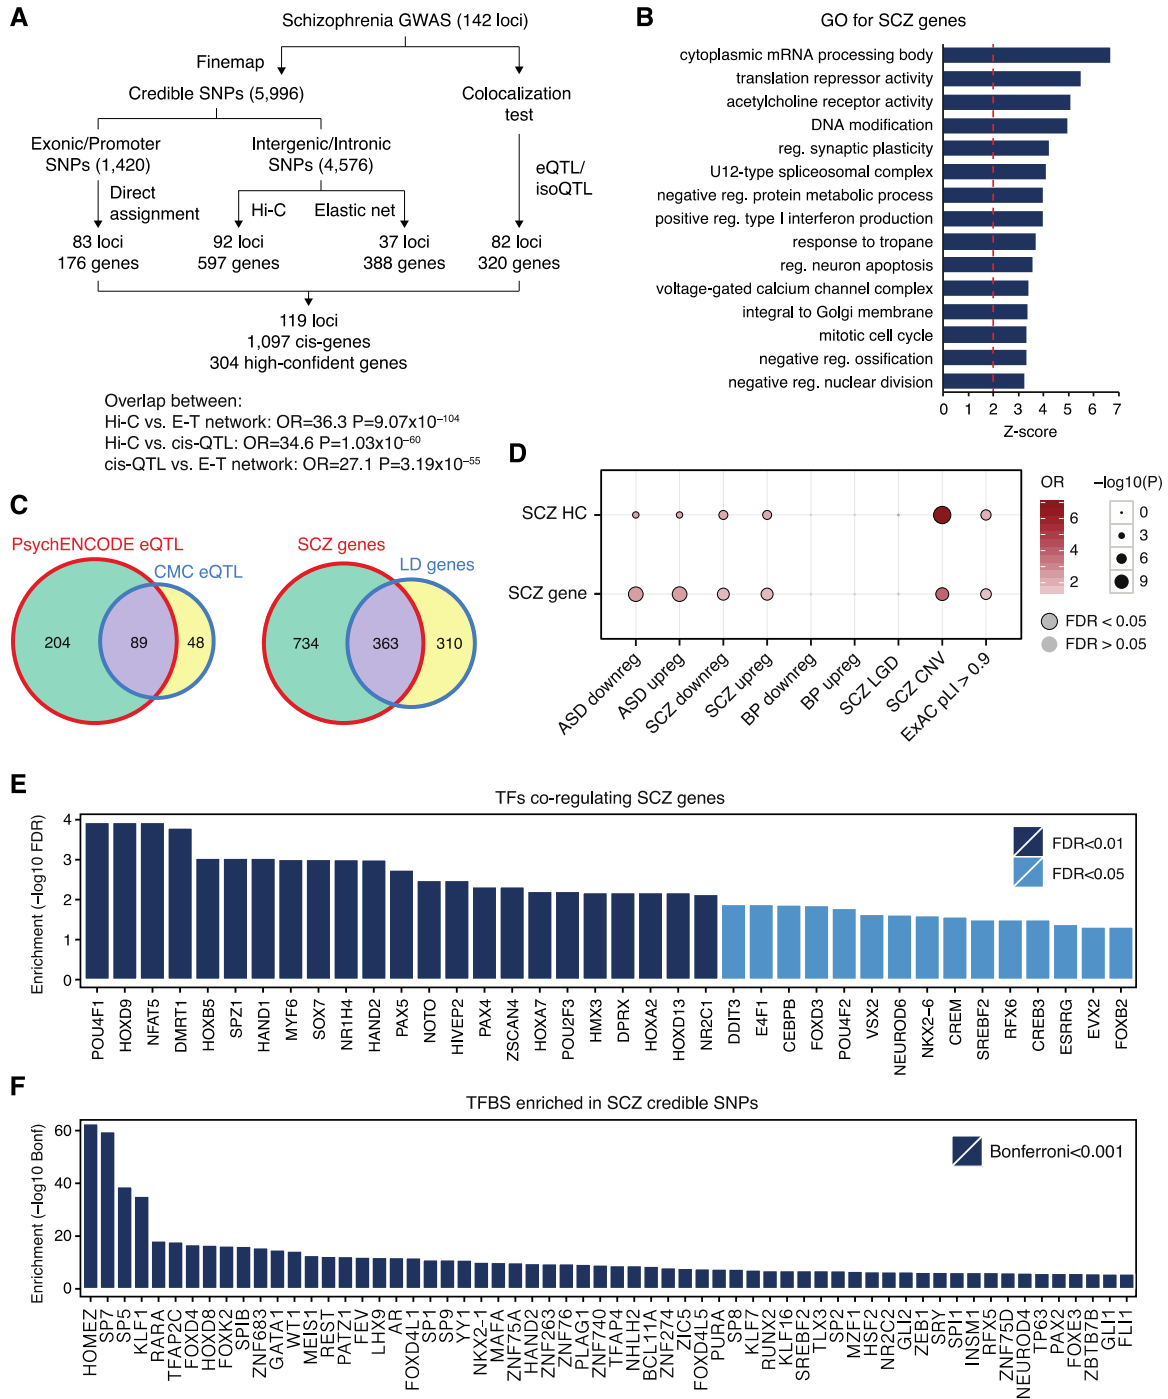 A
Schizophrenia GWAS (142 loci)
Finemap
Credible SNPs (5,996)
Colocalization
test
Exonic/Promoter
SNPs (1,420)
Intergenic/Intronic
SNPs (4,576)
eQTL/
isoQTL
Direct
assignment
Hi-C
Elastic net
83 loci
176 genes
92 loci
597 genes
37 loci
388 genes
82 loci
320 genes
119 loci
1,097 cis-genes
304 high-confident genes
Overlap between:
Hi-C vs. E-T network: OR=36.3 P=9.07x10⁻¹⁰⁴
Hi-C vs. cis-QTL: OR=34.6 P=1.03x10⁻⁶⁰
cis-QTL vs. E-T network: OR=27.1 P=3.19x10⁻⁵⁵
B
GO for SCZ genes
cytoplasmic mRNA processing body
translation repressor activity
acetylcholine receptor activity
DNA modification
reg. synaptic plasticity
U12-type spliceosomal complex
negative reg. protein metabolic process
positive reg. type I interferon production
response to tropane
reg. neuron apoptosis
voltage-gated calcium channel complex
integral to Golgi membrane
mitotic cell cycle
negative reg. ossification
negative reg. nuclear division
0 1 2 3 4 5 6 7
Z-score
C
PsychENCODE eQTL
CMC eQTL
204
89
48
SCZ genes
LD genes
734
363
310
D
SCZ HC
SCZ gene
ASD downreg
ASD upreg
SCZ downreg
SCZ upreg
BP downreg
BP upreg
SCZ LGD
SCZ CNV
ExAC pLI > 0.9
OR
6
4
2
−log10(P)
0
3
6
9
FDR < 0.05
FDR > 0.05
E
TFs co-regulating SCZ genes
Enrichment (−log10 FDR)
4
3
2
1
0
FDR<0.01
FDR<0.05
POU4F1
HOXD9
NFAT5
DMRT1
HOXB5
SPZ1
HAND1
MYF6
SOX7
NR1H4
HAND2
PAX5
NOTO
HIVEP2
PAX4
ZSCAN4
HOXA7
POU2F3
HMX3
DPRX
HOXA2
HOXD13
NR2C1
DDIT3
E4F1
CEBPB
FOXD3
POU4F2
VSX2
NEUROD6
NKX2−6
CREM
SREBF2
RFX6
CREB3
ESRRG
EVX2
FOXB2
F
TFBS enriched in SCZ credible SNPs
Enrichment (−log10 Bonf)
60
40
20
0
Bonferroni<0.001
HOMEZ
SP7
SP5
KLF1
RARA
TFAP2C
FOXD4
HOXD8
FOXK2
SPIB
ZNF683
GATA1
WT1
MEIS1
REST
PATZ1
FEV
LHX9
AR
FOXD4L1
SP1
SP9
YY1
NKX2−1
MAFA
ZNF75A
HAND2
ZNF263
ZNF76
PLAG1
ZNF740
TFAP4
NHLH2
BCL11A
ZNF274
ZIC5
FOXD4L5
PURA
SP8
KLF7
RUNX2
KLF16
SREBF2
TLX3
SP2
MZF1
HSF2
NR2C2
GLI2
ZEB1
SRY
SPI1
INSM1
RFX5
ZNF75D
NEUROD4
TP63
PAX2
FOXE3
ZBTB7B
GLI1
FLI1